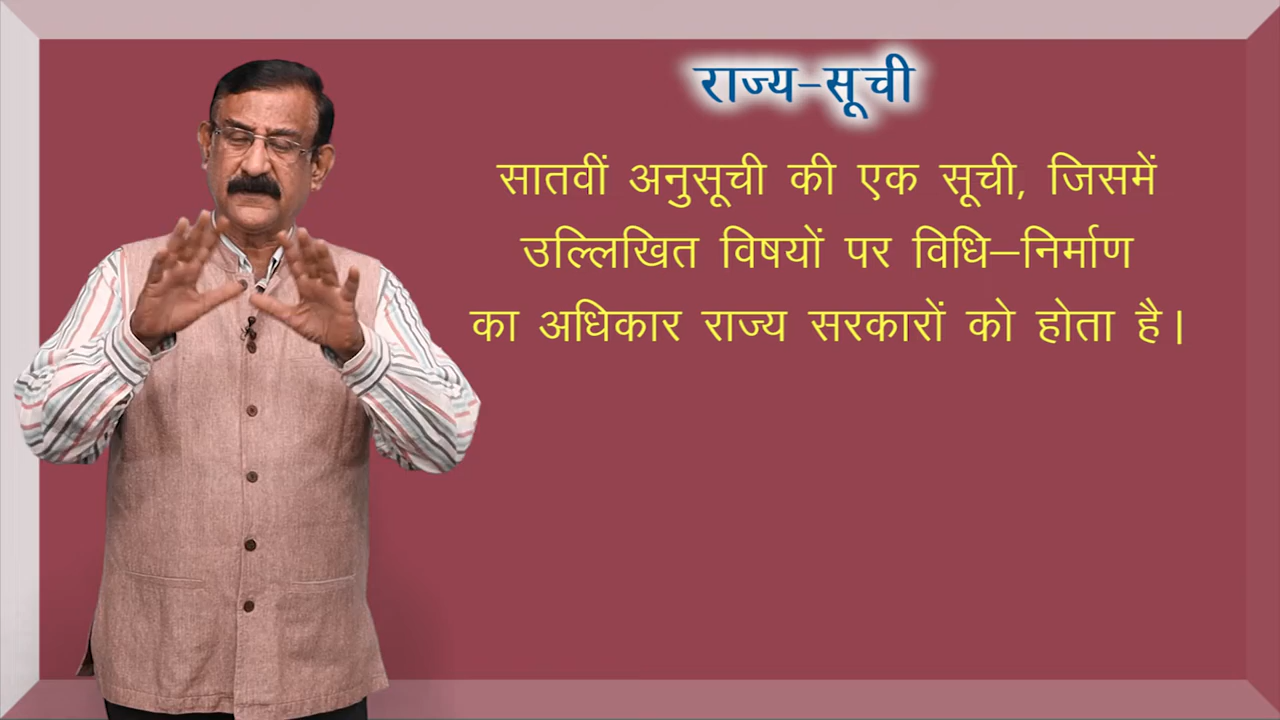 राज्य–सूची
सातवीं अनुसूची की एक सूची, जिसमें
उल्लिखित विषयों पर विधि–निर्माण
का अधिकार राज्य सरकारों को होता है।